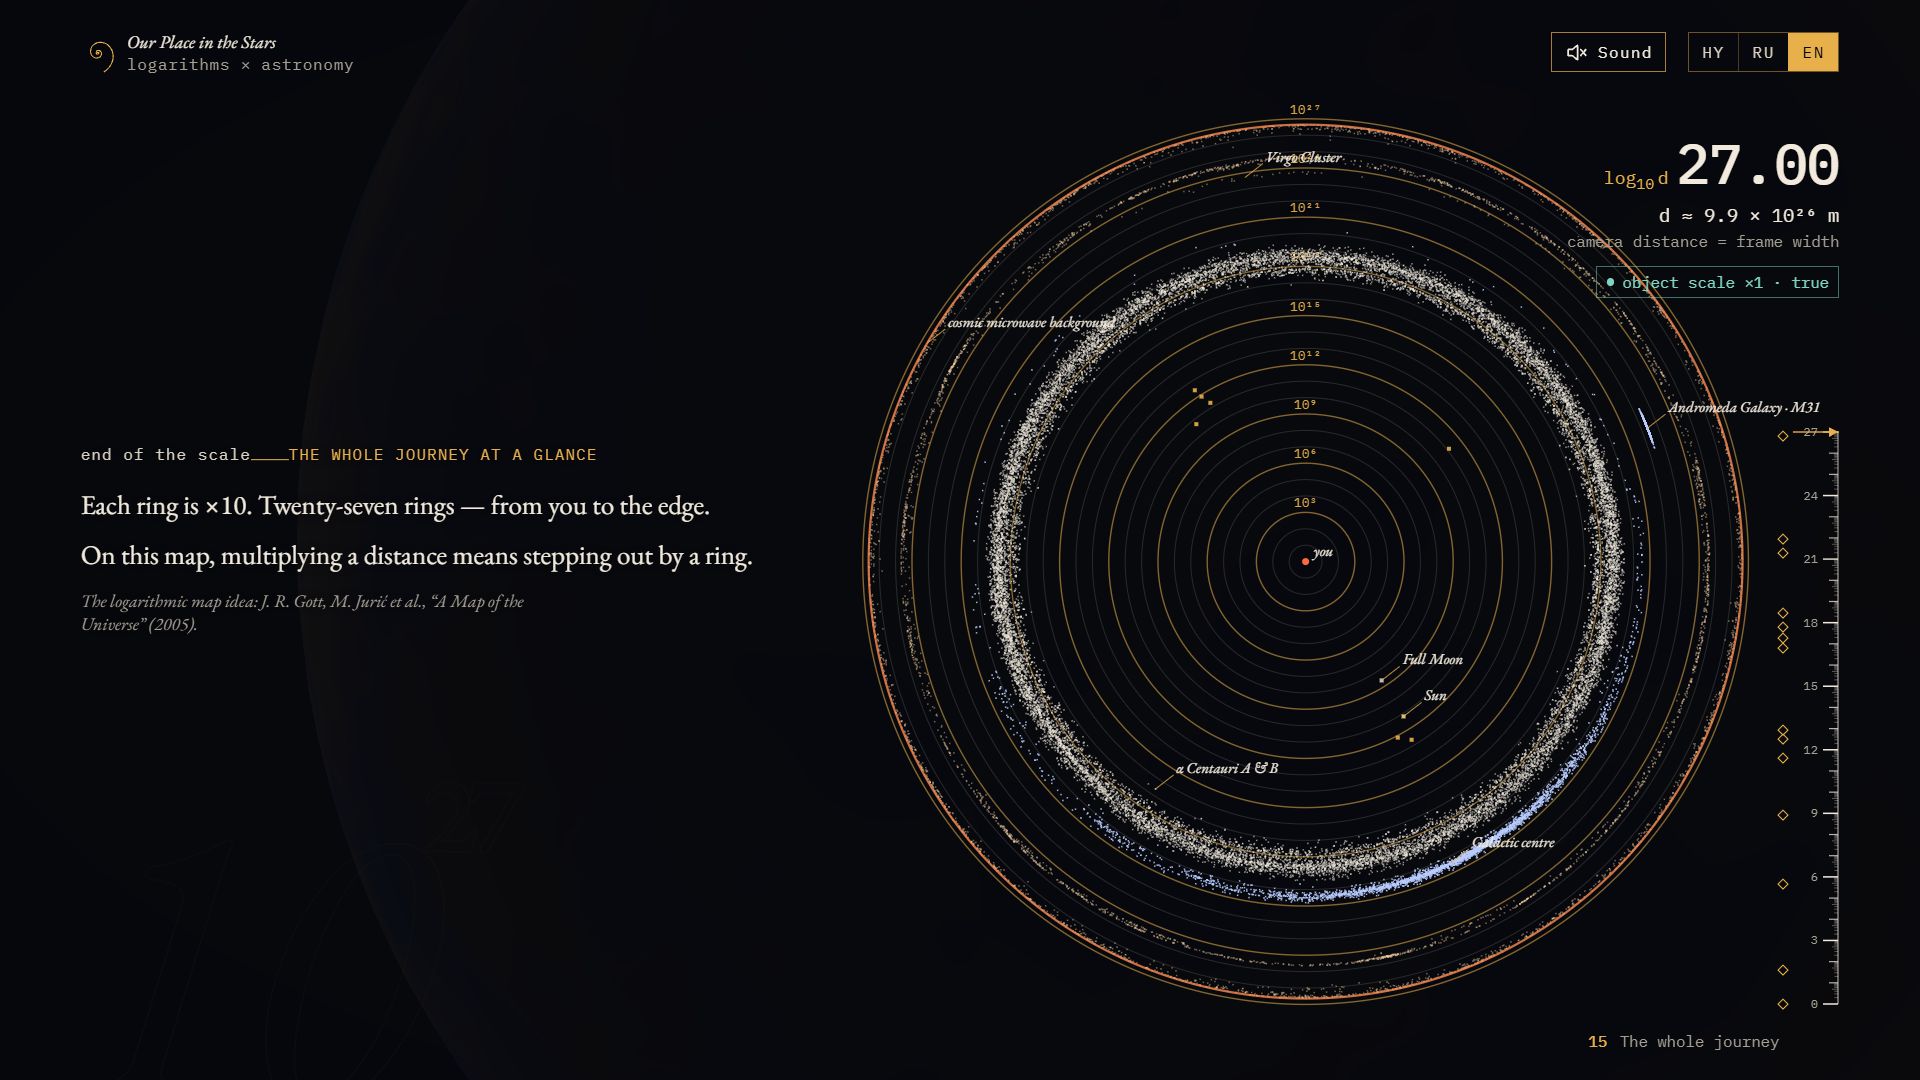 Our Place in the Stars
logarithms × astronomy
Sound
HY RU EN
10²⁷
Virgo Cluster
log₁₀ d 27.00
d ≈ 9.9 × 10²⁶ m
camera distance = frame width
object scale ×1 · true
10²¹
10¹⁵
cosmic microwave background
10¹²
10⁹
Andromeda Galaxy · M31
27
end of the scale THE WHOLE JOURNEY AT A GLANCE
10⁶
24
Each ring is ×10. Twenty-seven rings — from you to the edge.
10³
you
On this map, multiplying a distance means stepping out by a ring.
21
The logarithmic map idea: J. R. Gott, M. Jurić et al., “A Map of the
Universe” (2005).
18
Full Moon
15
Sun
12
α Centauri A & B
9
Galactic centre
10²⁷
6
3
0
15 The whole journey